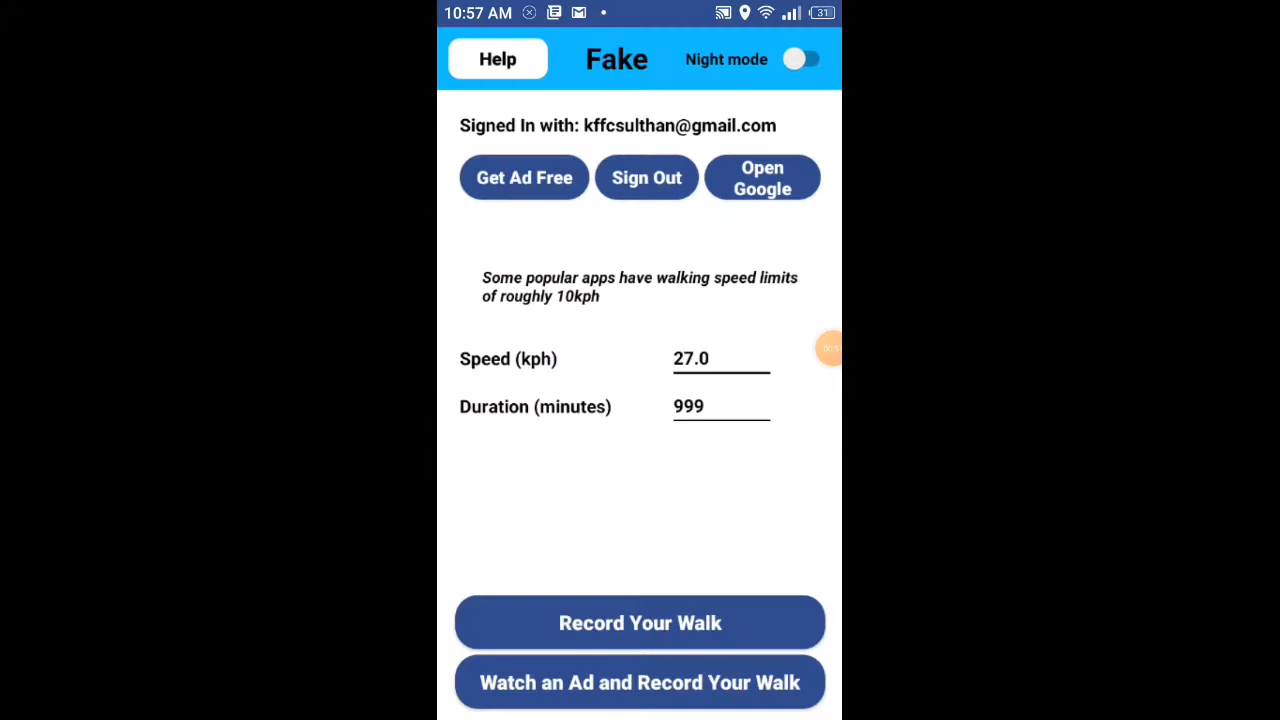 10:57 AM
31
Help
Fake
Night mode
Signed In with: kffcsulthan@gmail.com
Get Ad Free
Sign Out
Open
Google
Some popular apps have walking speed limits
of roughly 10kph
Speed (kph)
27.0
Duration (minutes)
999
Record Your Walk
Watch an Ad and Record Your Walk